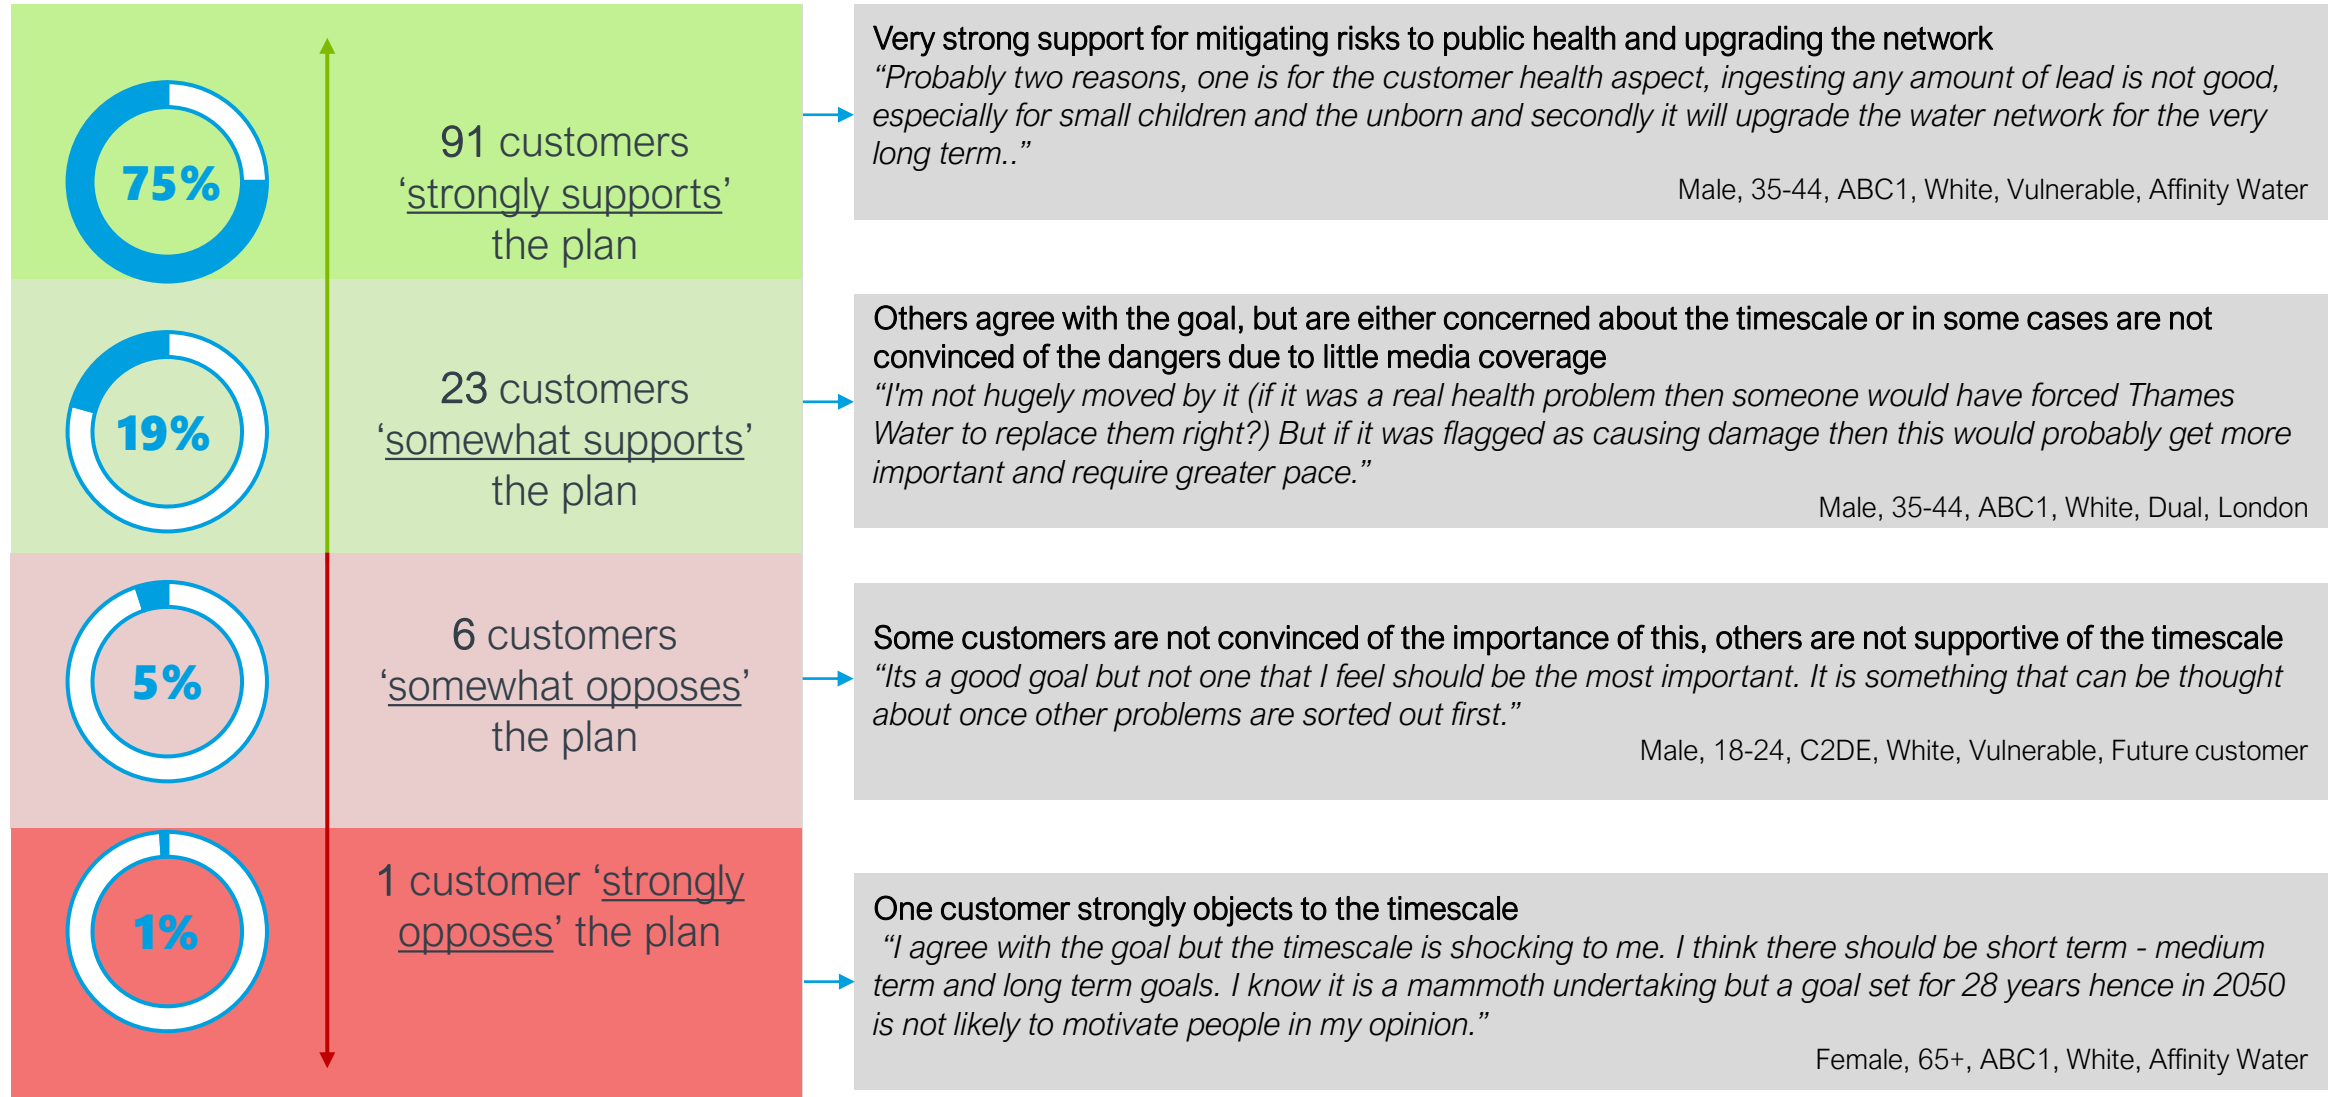 75%
91 customers
‘strongly supports’
the plan
Very strong support for mitigating risks to public health and upgrading the network
“Probably two reasons, one is for the customer health aspect, ingesting any amount of lead is not good,
especially for small children and the unborn and secondly it will upgrade the water network for the very
long term..”
Male, 35-44, ABC1, White, Vulnerable, Affinity Water
19%
23 customers
‘somewhat supports’
the plan
Others agree with the goal, but are either concerned about the timescale or in some cases are not
convinced of the dangers due to little media coverage
“I'm not hugely moved by it (if it was a real health problem then someone would have forced Thames
Water to replace them right?) But if it was flagged as causing damage then this would probably get more
important and require greater pace.”
Male, 35-44, ABC1, White, Dual, London
5%
6 customers
‘somewhat opposes’
the plan
Some customers are not convinced of the importance of this, others are not supportive of the timescale
“Its a good goal but not one that I feel should be the most important. It is something that can be thought
about once other problems are sorted out first.”
Male, 18-24, C2DE, White, Vulnerable, Future customer
1%
1 customer ‘strongly
opposes’ the plan
One customer strongly objects to the timescale
“I agree with the goal but the timescale is shocking to me. I think there should be short term - medium
term and long term goals. I know it is a mammoth undertaking but a goal set for 28 years hence in 2050
is not likely to motivate people in my opinion.”
Female, 65+, ABC1, White, Affinity Water